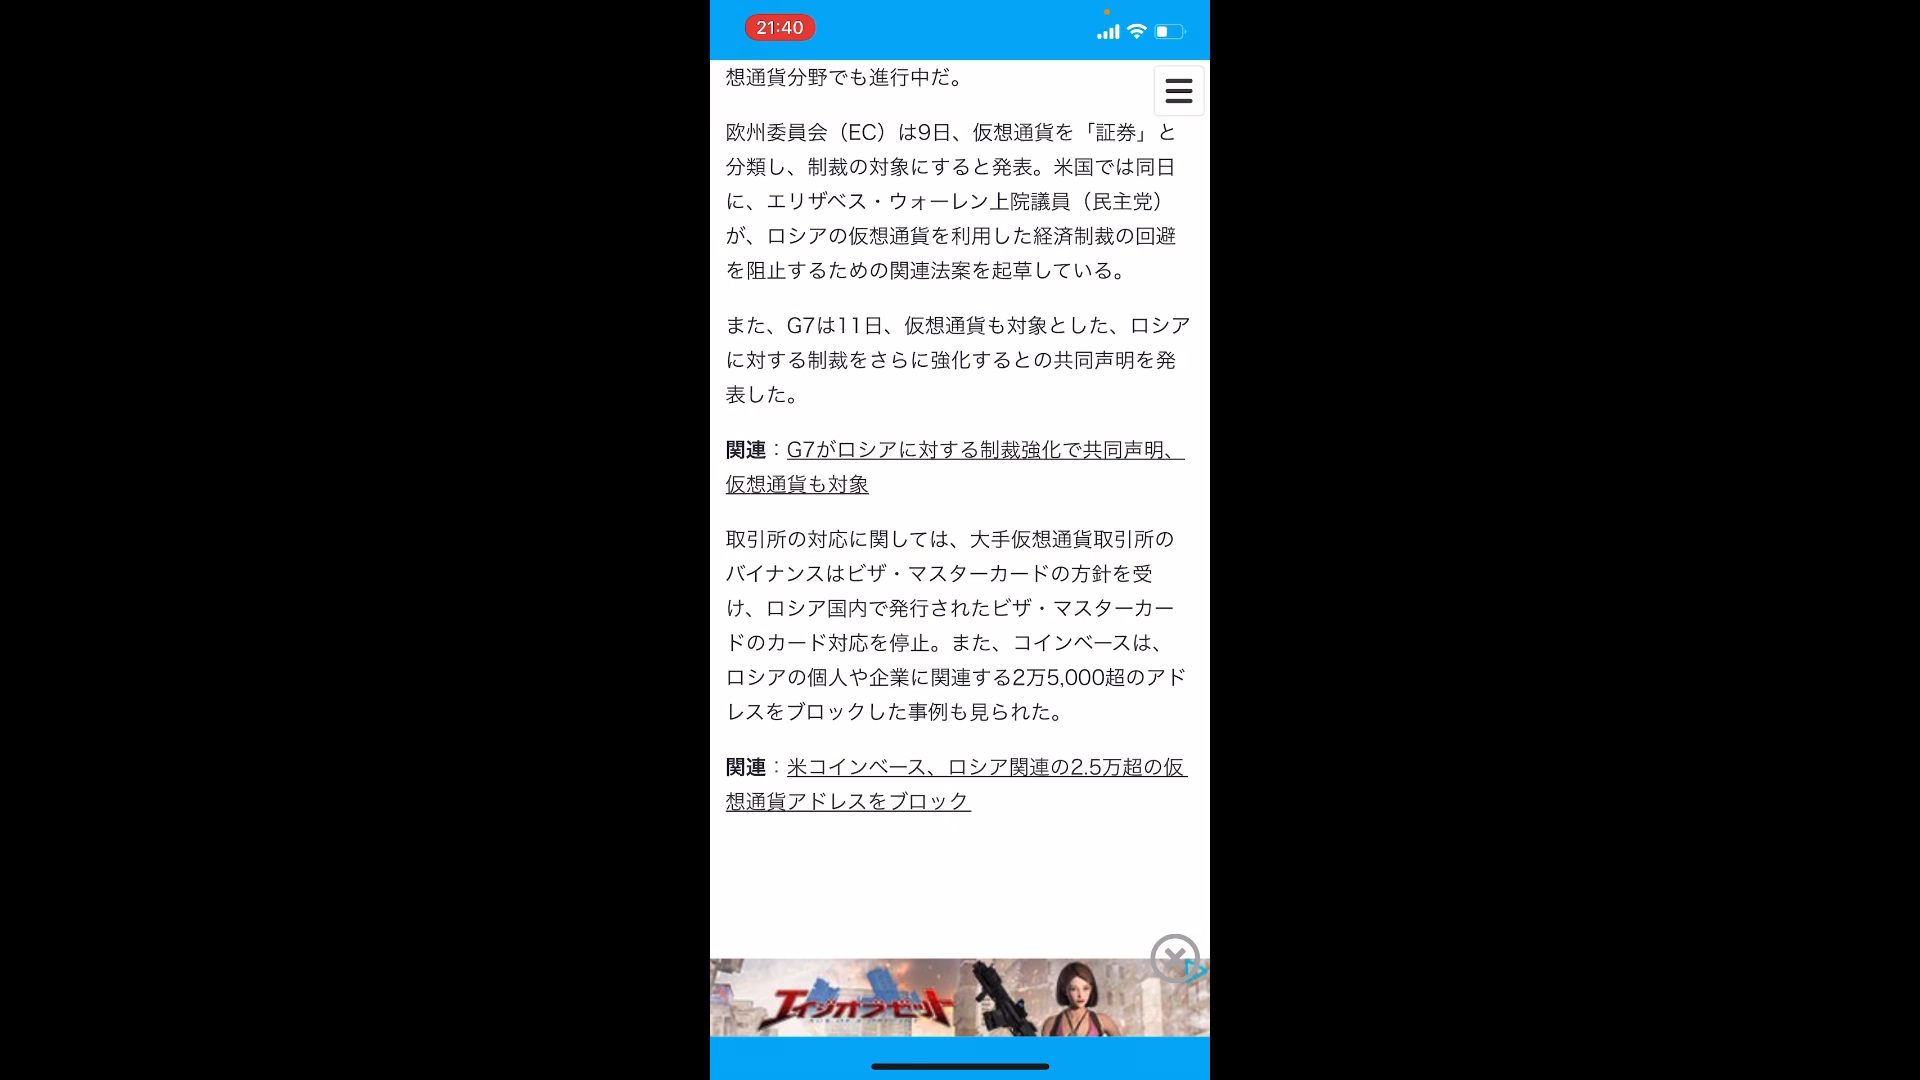 21:40
想通貨分野でも進行中だ。
欧州委員会（EC）は9日、仮想通貨を「証券」と
分類し、制裁の対象にすると発表。米国では同日
に、エリザベス・ウォーレン上院議員（民主党）
が、ロシアの仮想通貨を利用した経済制裁の回避
を阻止するための関連法案を起草している。
また、G7は11日、仮想通貨も対象とした、ロシア
に対する制裁をさらに強化するとの共同声明を発
表した。
関連：G7がロシアに対する制裁強化で共同声明、
仮想通貨も対象
取引所の対応に関しては、大手仮想通貨取引所の
バイナンスはビザ・マスターカードの方針を受
け、ロシア国内で発行されたビザ・マスターカー
ドのカード対応を停止。また、コインベースは、
ロシアの個人や企業に関連する2万5,000超のアド
レスをブロックした事例も見られた。
関連：米コインベース、ロシア関連の2.5万超の仮
想通貨アドレスをブロック
エイジオブゼット